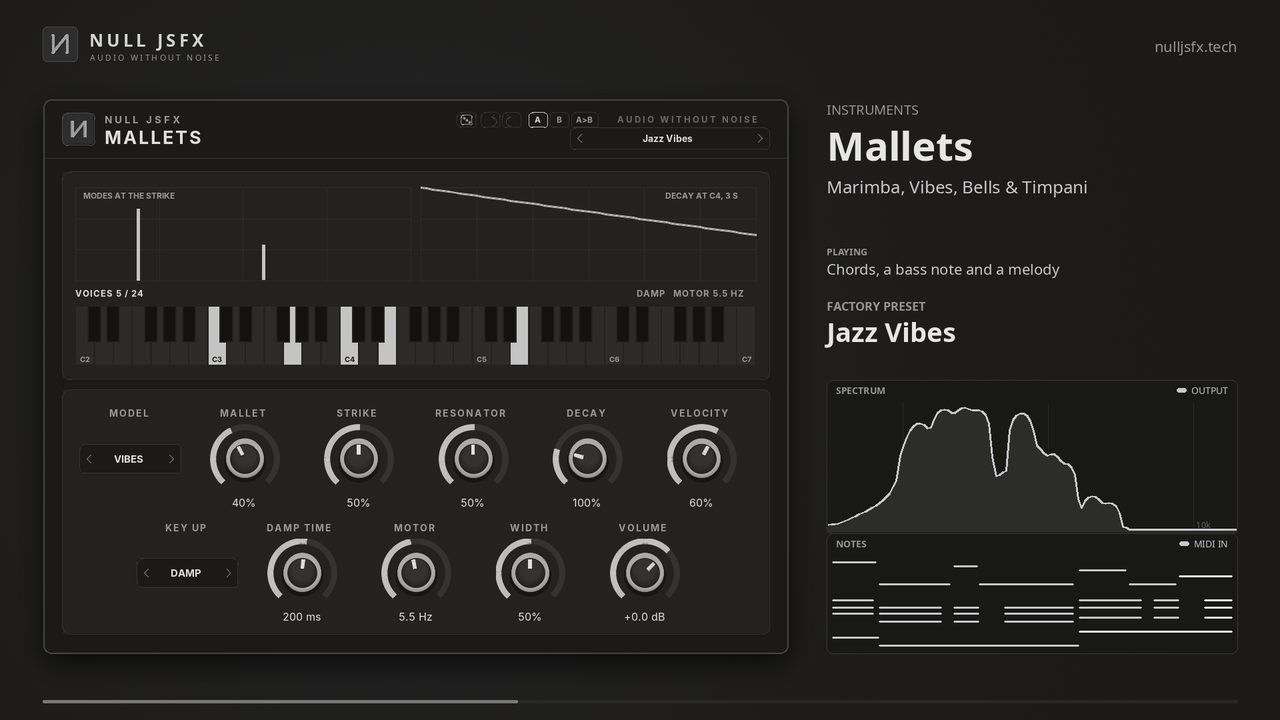 NULL JSFX
AUDIO WITHOUT NOISE
nulljsfx.tech
NULL JSFX
MALLETS
A B A>B AUDIO WITHOUT NOISE
Jazz Vibes
MODES AT THE STRIKE DECAY AT C4, 3 S
VOICES 5 / 24 DAMP MOTOR 5.5 HZ
C2 C3 C4 C5 C6 C7
MODEL MALLET STRIKE RESONATOR DECAY VELOCITY
VIBES
40% 50% 50% 100% 60%
KEY UP DAMP TIME MOTOR WIDTH VOLUME
DAMP
200 ms 5.5 Hz 50% +0.0 dB
INSTRUMENTS
Mallets
Marimba, Vibes, Bells & Timpani
PLAYING
Chords, a bass note and a melody
FACTORY PRESET
Jazz Vibes
SPECTRUM OUTPUT
10k
NOTES MIDI IN